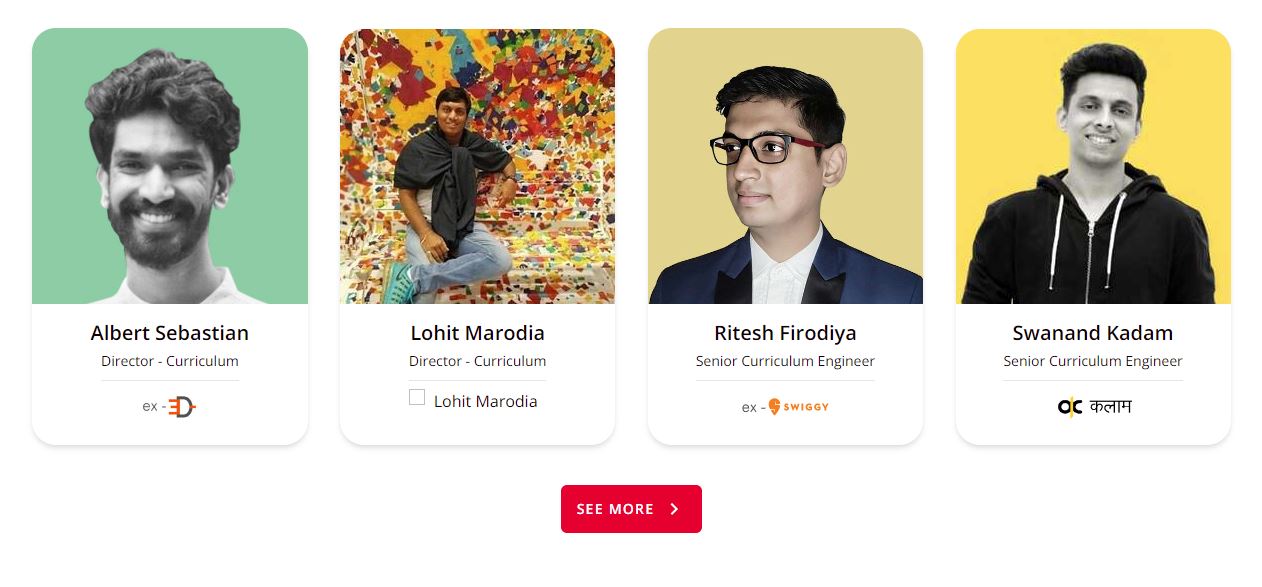 Albert Sebastian
Director - Curriculum
ex -
Lohit Marodia
Director - Curriculum
Lohit Marodia
Ritesh Firodiya
Senior Curriculum Engineer
ex - SWIGGY
Swanand Kadam
Senior Curriculum Engineer
कलाम
SEE MORE